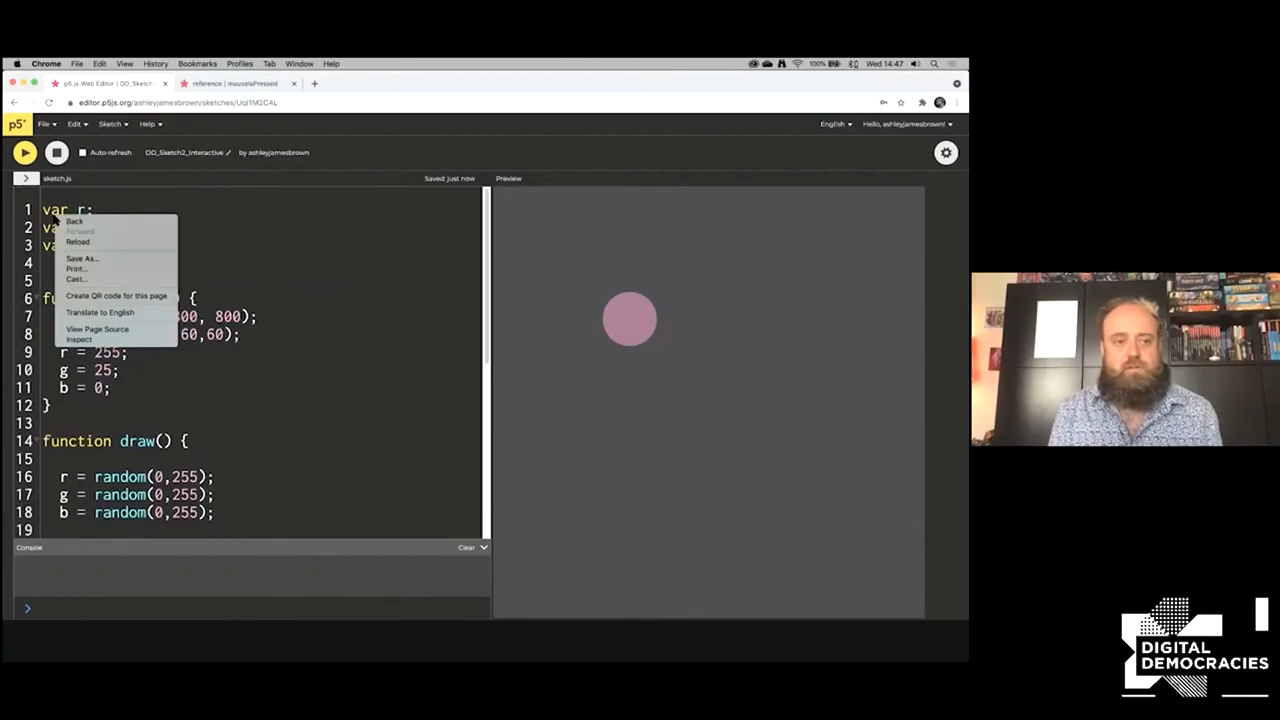 Chrome File Edit View History Bookmarks Profiles Tab Window Help 100% Wed 14:47
p5.js Web Editor | DD_Sketch reference | mouseIsPressed
editor.p5js.org/ashleyjamesbrown/sketches/UqI1M2C4L
p5* File Edit Sketch Help English Hello, ashleyjamesbrown!
Auto-refresh DD_Sketch2_Interactive by ashleyjamesbrown
sketch.js Saved: just now Preview
1 var r;
2 va
3 va
4
5
6 fu ) {
7 800, 800);
8 60,60);
9 r = 255;
10 g = 25;
11 b = 0;
12 }
13
14 function draw() {
15
16 r = random(0,255);
17 g = random(0,255);
18 b = random(0,255);
19
Back
Forward
Reload
Save As...
Print...
Cast...
Create QR code for this page
Translate to English
View Page Source
Inspect
Console Clear
DIGITAL
DEMOCRACIES